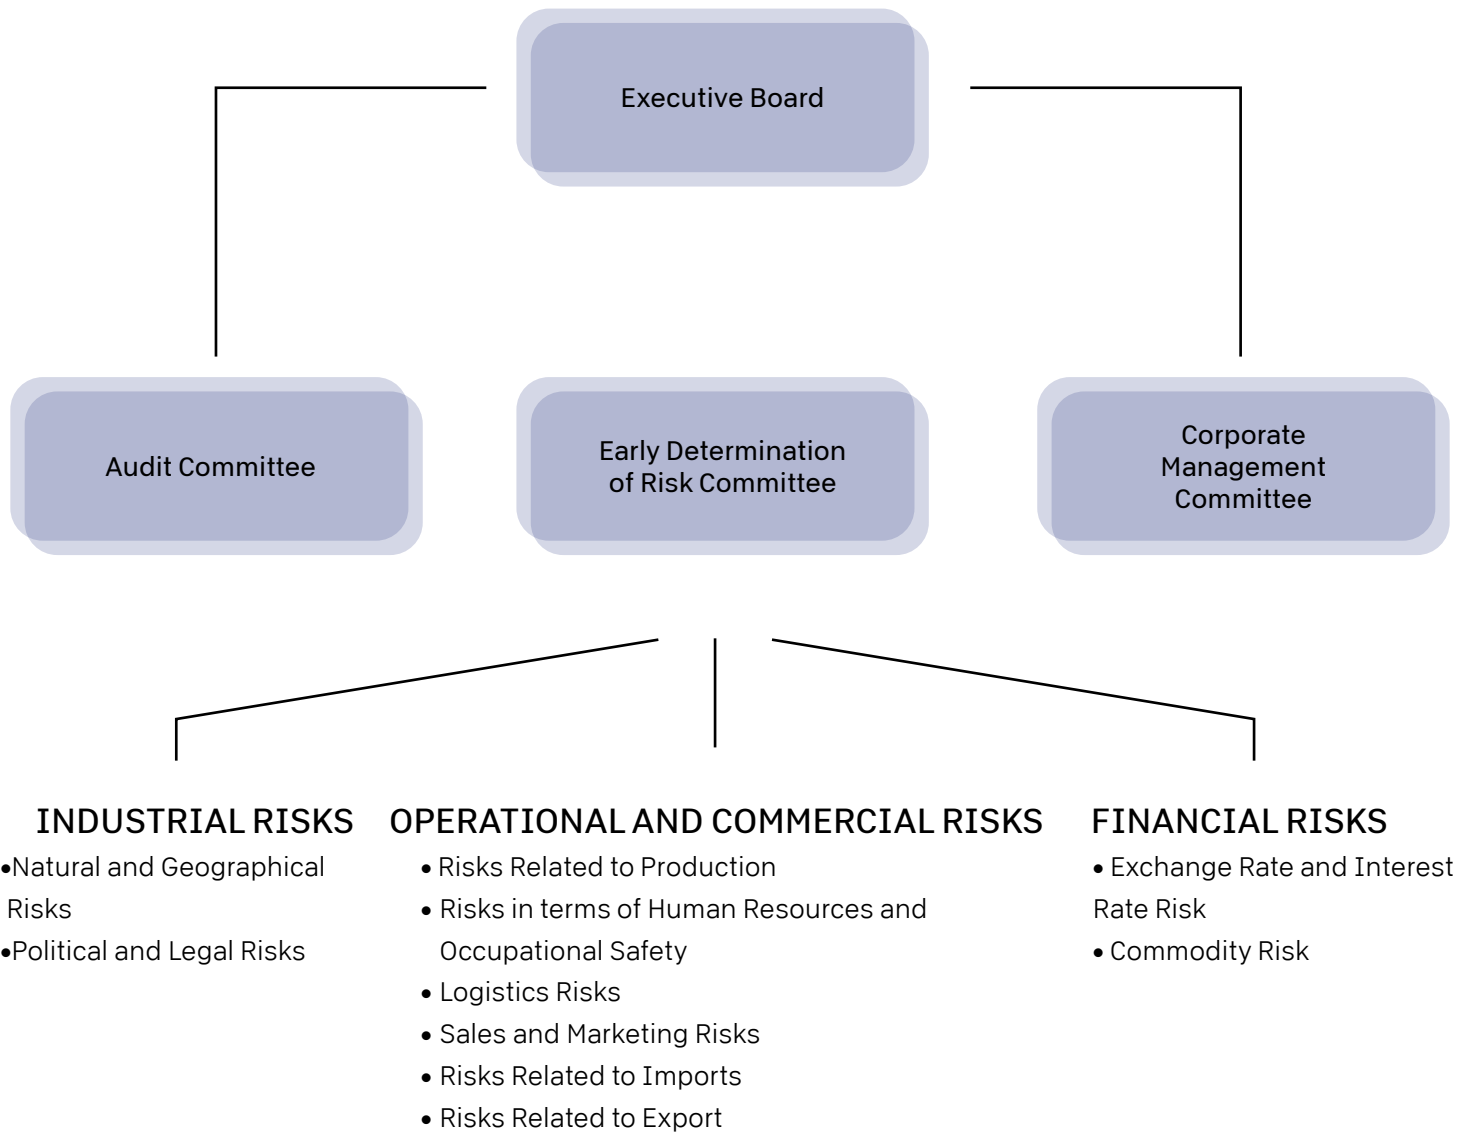 Executive Board
Audit Committee
Early Determination
of Risk Committee
Corporate
Management
Committee
INDUSTRIAL RISKS
•Natural and Geographical
Risks
•Political and Legal Risks
OPERATIONAL AND COMMERCIAL RISKS
• Risks Related to Production
• Risks in terms of Human Resources and
Occupational Safety
• Logistics Risks
• Sales and Marketing Risks
• Risks Related to Imports
• Risks Related to Export
FINANCIAL RISKS
• Exchange Rate and Interest
Rate Risk
• Commodity Risk